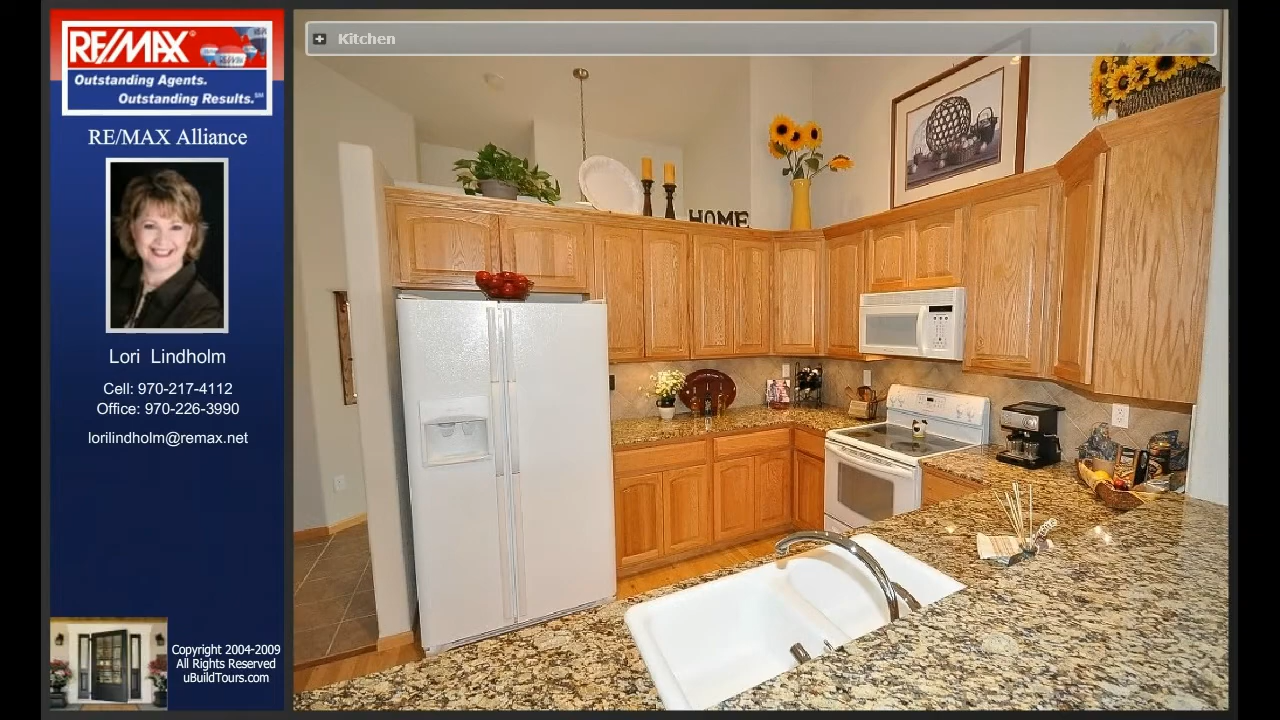 RE/MAX®
Outstanding Agents.
Outstanding Results.℠
RE/MAX Alliance
Lori Lindholm
Cell: 970-217-4112
Office: 970-226-3990
lorilindholm@remax.net
Copyright 2004-2009
All Rights Reserved
uBuildTours.com
Kitchen
HOME